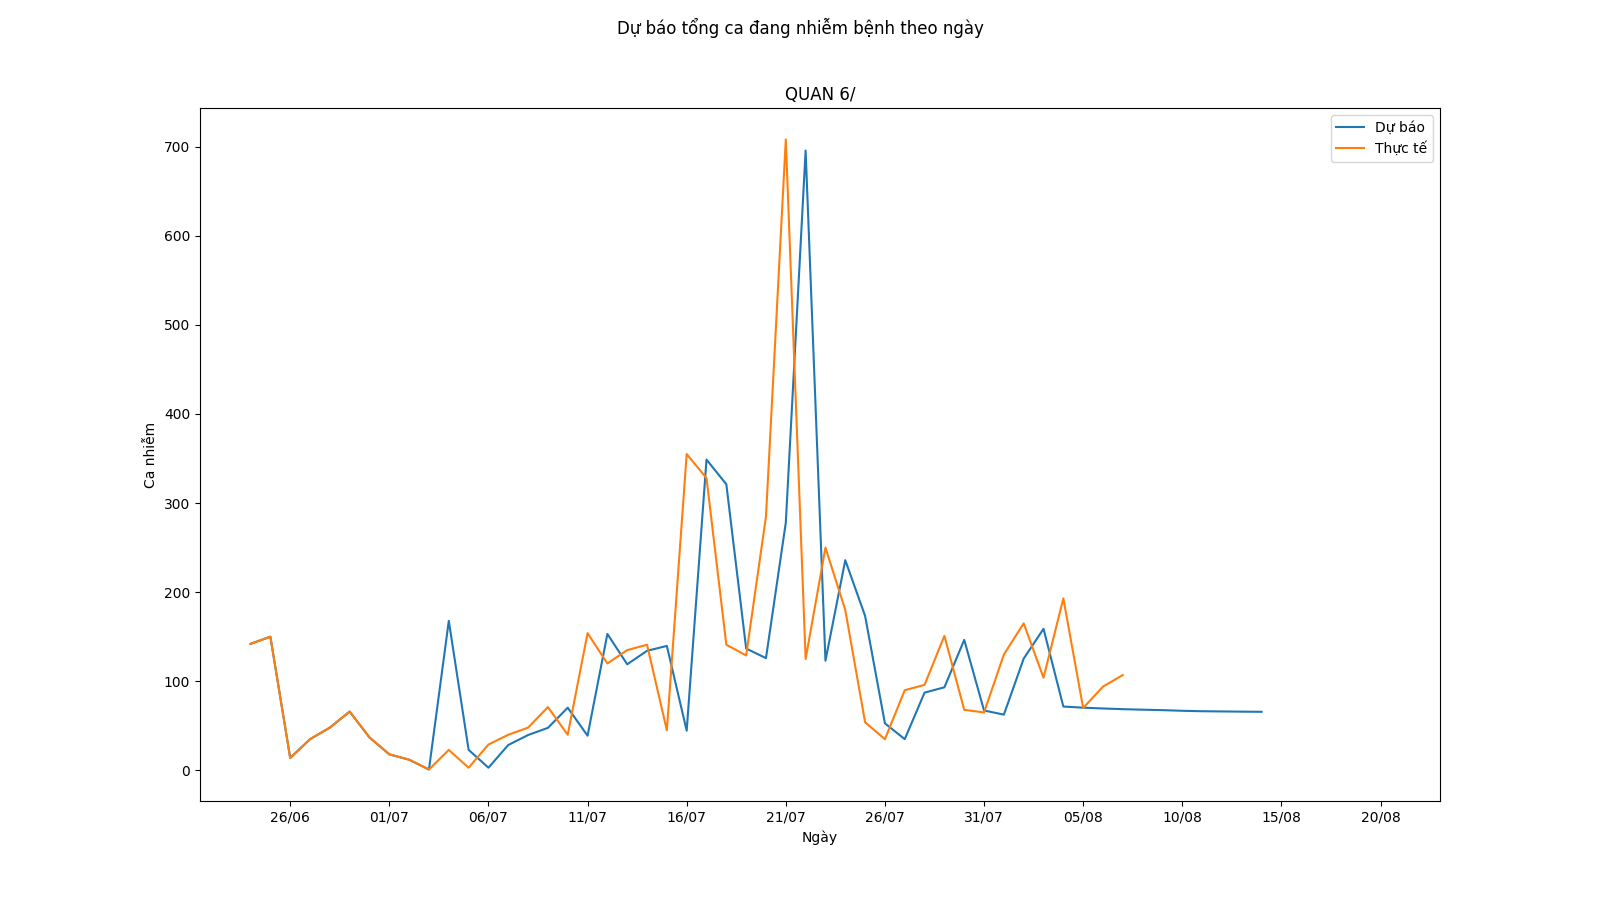 Dự báo tổng ca đang nhiễm bệnh theo ngày
QUAN 6/
Dự báo
Thực tế
700
600
500
400
300
200
100
0
Ca nhiễm
26/06 01/07 06/07 11/07 16/07 21/07 26/07 31/07 05/08 10/08 15/08 20/08
Ngày